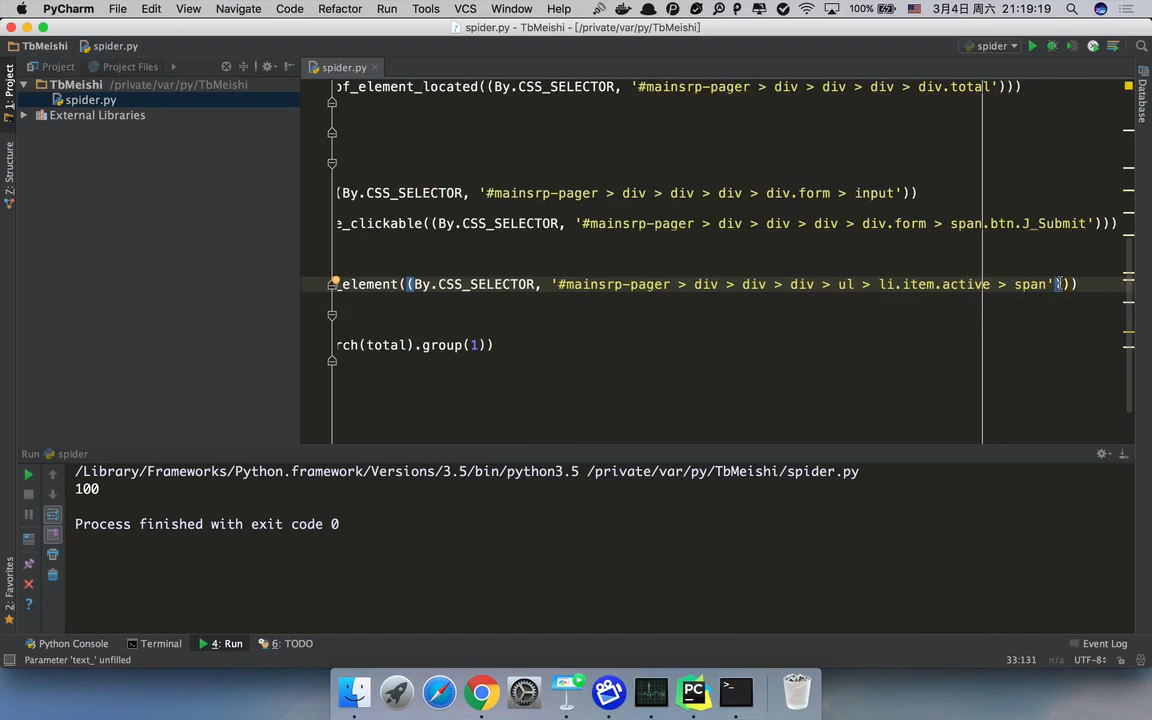 PyCharm File Edit View Navigate Code Refactor Run Tools VCS Window Help 100% 3月4日 周六 21:19:19
spider.py - TbMeishi - [/private/var/py/TbMeishi]
TbMeishi spider.py spider
Project Project Files spider.py
1: Project
TbMeishi /private/var/py/TbMeishi
spider.py
External Libraries
7: Structure
Database
of_element_located((By.CSS_SELECTOR, '#mainsrp-pager > div > div > div > div.total')))
(By.CSS_SELECTOR, '#mainsrp-pager > div > div > div > div.form > input'))
e_clickable((By.CSS_SELECTOR, '#mainsrp-pager > div > div > div > div.form > span.btn.J_Submit')))
_element((By.CSS_SELECTOR, '#mainsrp-pager > div > div > div > ul > li.item.active > span')))
rch(total).group(1))
Run spider
/Library/Frameworks/Python.framework/Versions/3.5/bin/python3.5 /private/var/py/TbMeishi/spider.py
100
Process finished with exit code 0
2: Favorites
Python Console Terminal 4: Run 6: TODO Event Log
Parameter 'text_' unfilled 33:131 n/a UTF-8